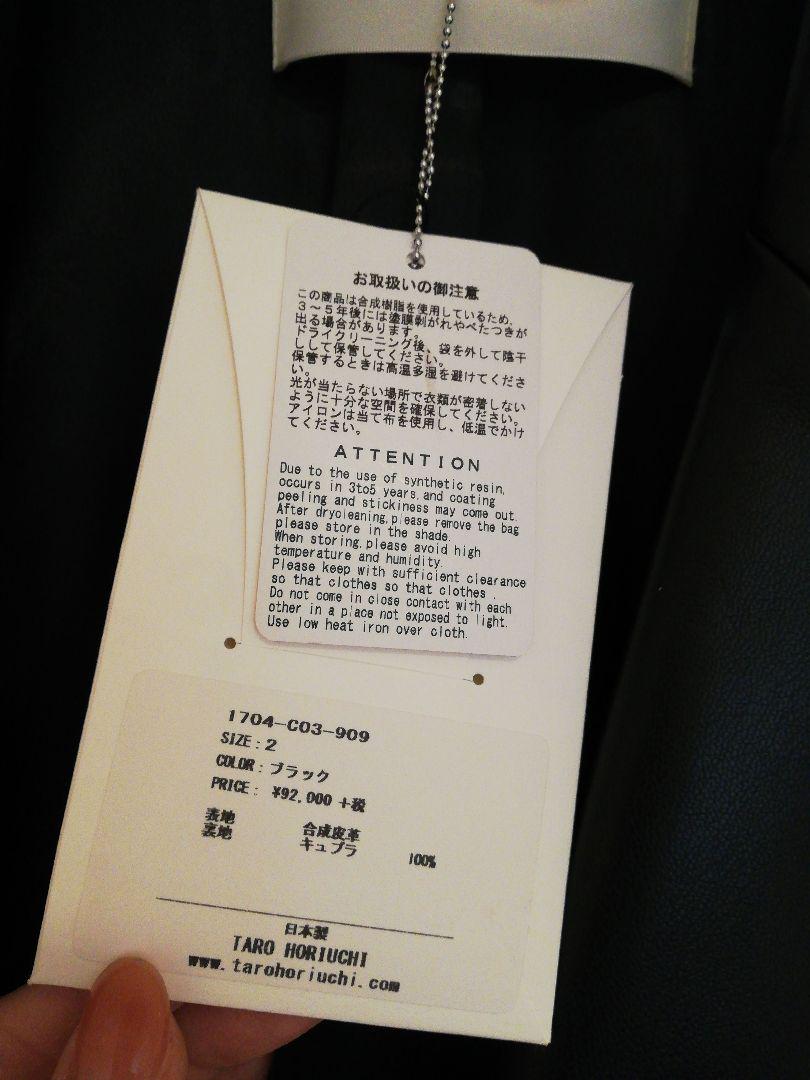 お取扱いの御注意
この商品は合成樹脂を使用しているため、
3〜5年後には塗膜剥がれやべたつきが
出る場合があります。
ドライクリーニング後、袋を外して陰干
しして保管してください。
保管するときは高温多湿を避けてくださ
い。
光が当たらない場所で衣類が密着しない
ように十分な空間を確保してください。
アイロンは当て布を使用し、低温でかけ
てください。
ATTENTION
Due to the use of synthetic resin,
occurs in 3to5 years,and coating
peeling and stickiness may come out.
After drycleaning,please remove the bag
please store in the shade.
When storing,please avoid high
temperature and humidity.
Please keep with sufficient clearance
so that clothes so that clothes .
Do not come in close contact with each
other in a place not exposed to light.
Use low heat iron over cloth.
1704-C03-909
SIZE:2
COLOR:ブラック
PRICE: ¥92,000 +税
表地 合成皮革
裏地 キュプラ 100%
日本製
TARO HORIUCHI
www.tarohoriuchi.com